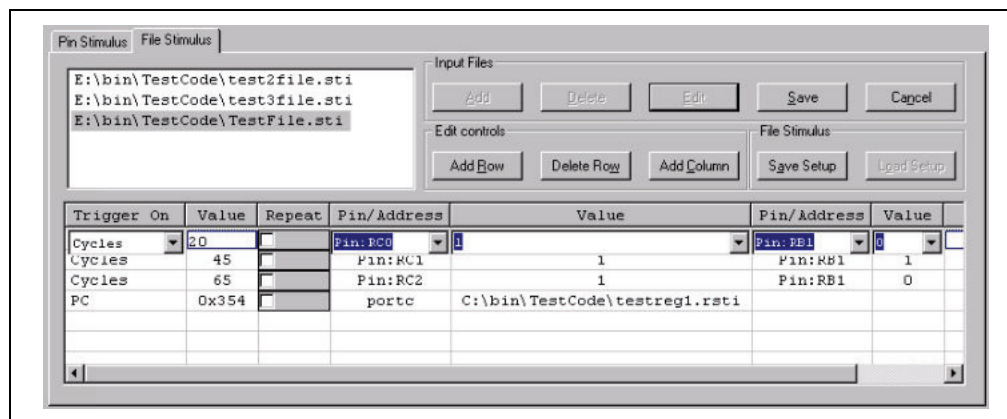 Pin Stimulus File Stimulus
Input Files
E:\bin\TestCode\test2file.sti
E:\bin\TestCode\test3file.sti
E:\bin\TestCode\TestFile.sti
Add Delete Edit Save Cancel
Edit controls File Stimulus
Add Row Delete Row Add Column Save Setup Load Setup
Trigger On Value Repeat Pin/Address Value Pin/Address Value
Cycles 20 Pin:RC0 1 Pin:RB1 0
Cycles 45 Pin:RC1 1 Pin:RB1 1
Cycles 65 Pin:RC2 1 Pin:RB1 0
PC 0x354 portc C:\bin\TestCode\testreg1.rsti